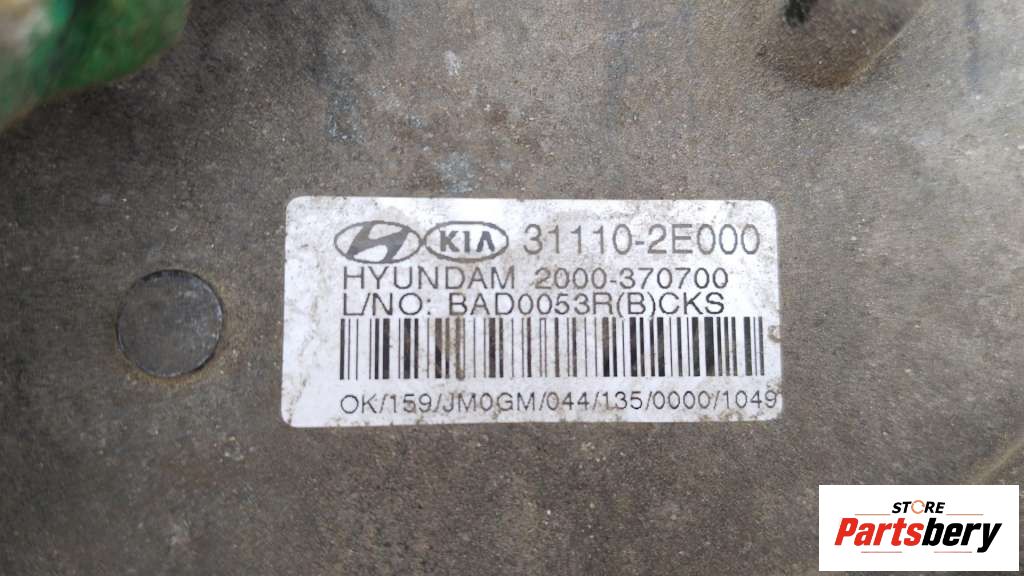 KIA 31110-2E000
HYUNDAM 2000-370700
L/NO: BAD0053R(B)CKS
OK/159/JM0GM/044/135/0000/1049
STORE
Partsbery